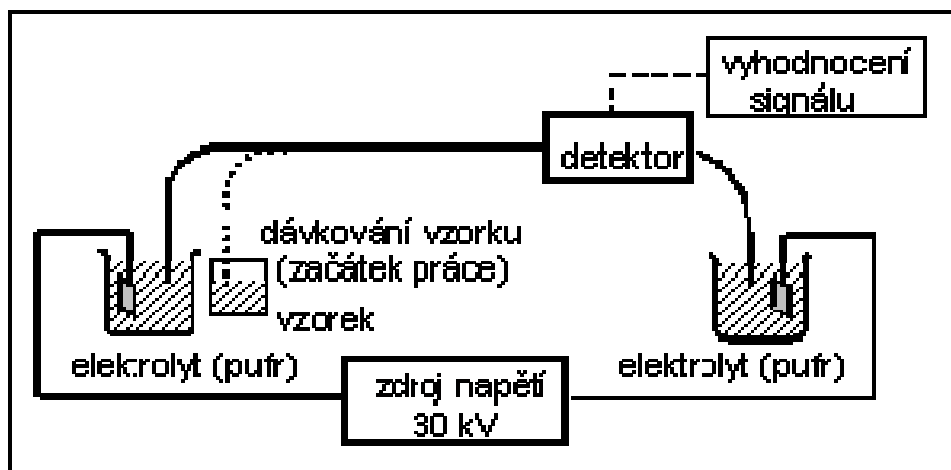 vyhodnocení
signálu
detektor
dávkování vzorku
(začátek práce)
vzorek
elektrolyt (pufr)
elektrolyt (pufr)
zdroj napětí
30 kV